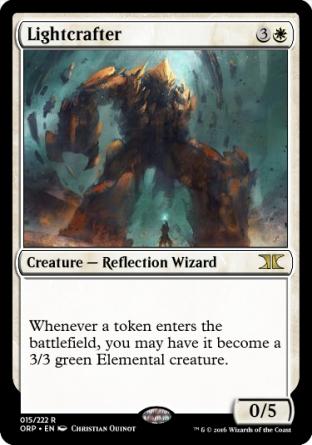 Lightcrafter 3
Creature — Reflection Wizard
Whenever a token enters the
battlefield, you may have it become a
3/3 green Elemental creature.
0/5
015/222 R
ORP • EN Christian Quinot ™ & © 2016 Wizards of the Coast